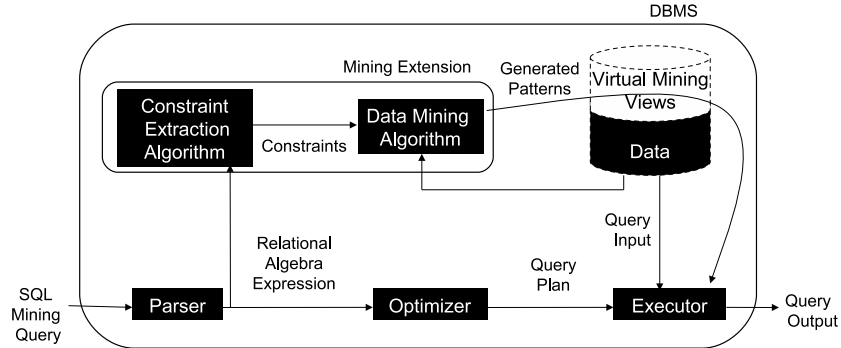 DBMS
Mining Extension
Generated
Patterns
Virtual Mining
Views
Constraint
Extraction
Algorithm
Constraints
Data Mining
Algorithm
Data
Query
Input
Relational
Algebra
Expression
Query
Plan
SQL
Mining
Query
Parser
Optimizer
Executor
Query
Output